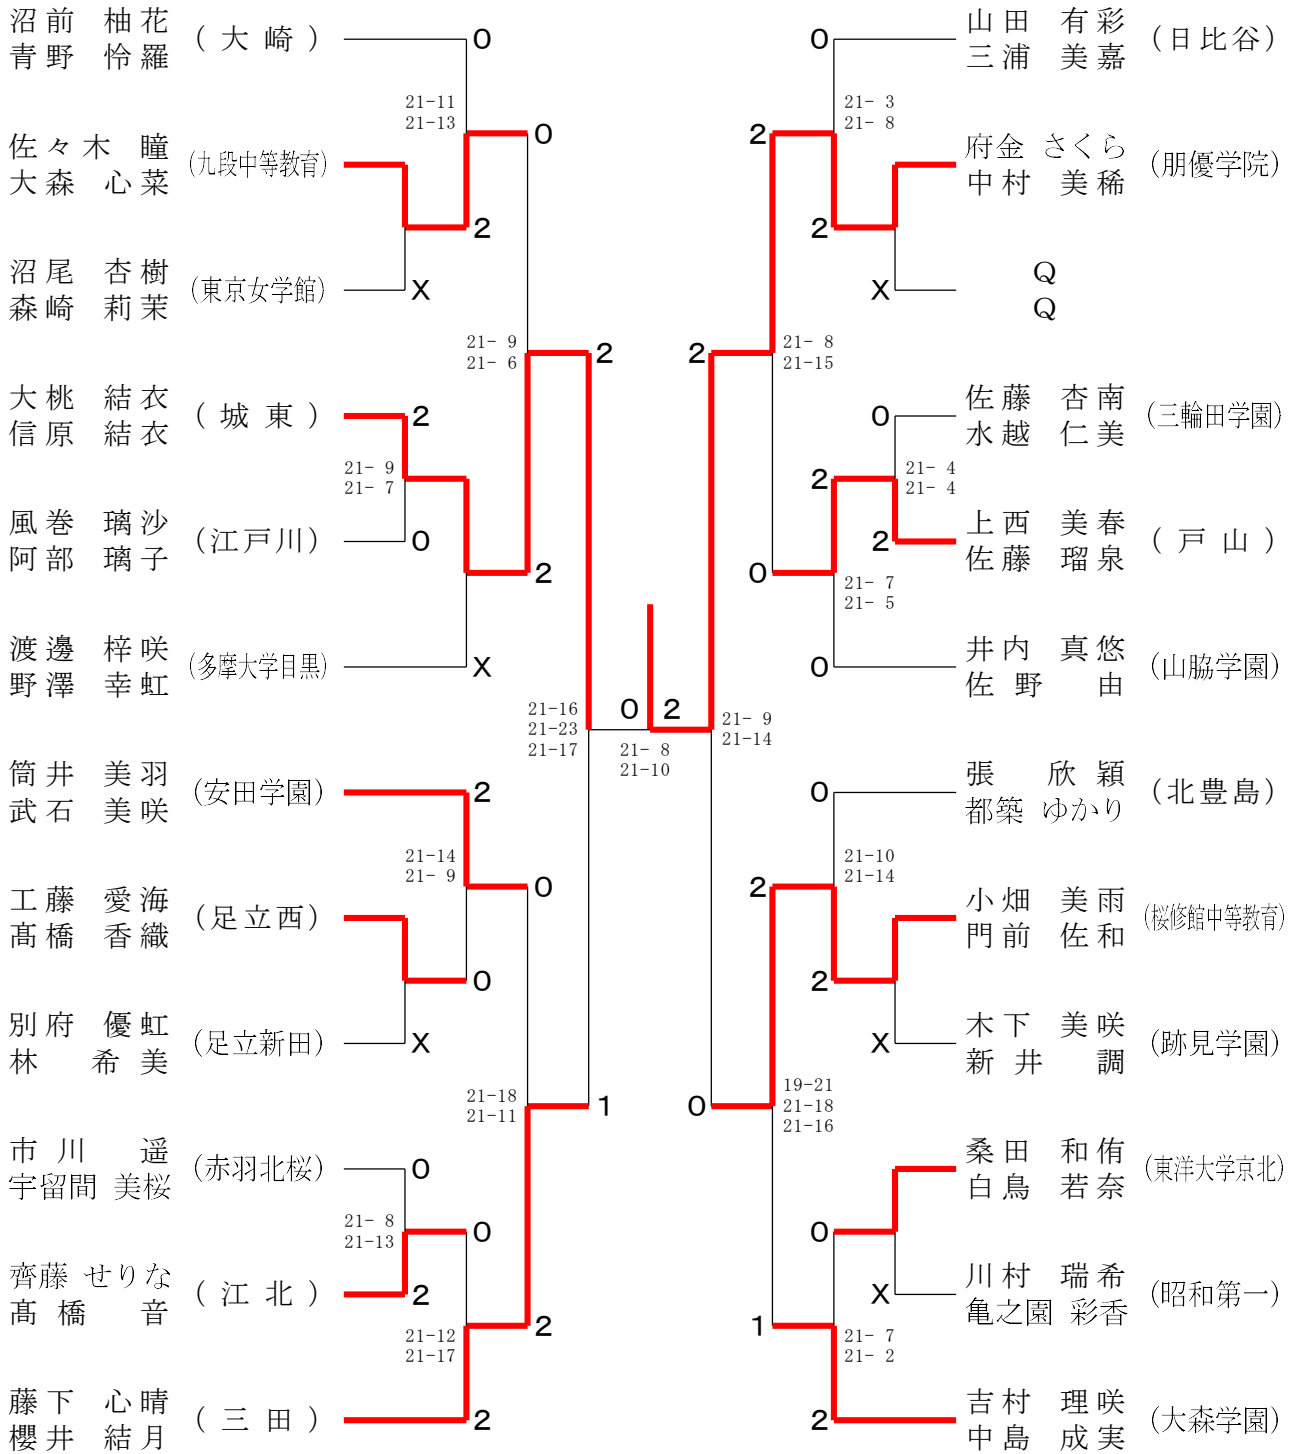 沼前 柚花
青野 怜羅
(大崎)
0
21-11
21-13
0
佐々木 瞳
大森 心菜
(九段中等教育)
2
沼尾 杏樹
森崎 莉茉
(東京女学館)
X
21- 9
21- 6
2
大桃 結衣
信原 結衣
(城東)
2
21- 9
21- 7
風巻 璃沙
阿部 璃子
(江戸川)
0
2
渡邊 梓咲
野澤 幸虹
(多摩大学目黒)
X
21-16
21-23
21-17
筒井 美羽
武石 美咲
(安田学園)
2
21-14
21- 9
0
工藤 愛海
髙橋 香織
(足立西)
0
別府 優虹
林 希美
(足立新田)
X
21-18
21-11
1
市川 遥
宇留間 美桜
(赤羽北桜)
0
21- 8
21-13
0
齊藤 せりな
髙橋 音
(江北)
2
21-12
21-17
2
藤下 心晴
櫻井 結月
(三田)
2
0 2
21- 8
21-10
山田 有彩
三浦 美嘉
(日比谷)
0
21- 3
21- 8
2
府金 さくら
中村 美稀
(朋優学院)
2
Q
Q
X
2
21- 8
21-15
佐藤 杏南
水越 仁美
(三輪田学園)
0
2
21- 4
21- 4
上西 美春
佐藤 瑠泉
(戸山)
2
0
21- 7
21- 5
井内 真悠
佐野 由
(山脇学園)
0
21- 9
21-14
張 欣穎
都築 ゆかり
(北豊島)
0
21-10
21-14
2
小畑 美雨
門前 佐和
(桜修館中等教育)
2
木下 美咲
新井 調
(跡見学園)
X
0
19-21
21-18
21-16
桑田 和侑
白鳥 若奈
(東洋大学京北)
0
川村 瑞希
亀之園 彩香
(昭和第一)
X
1
21- 7
21- 2
吉村 理咲
中島 成実
(大森学園)
2